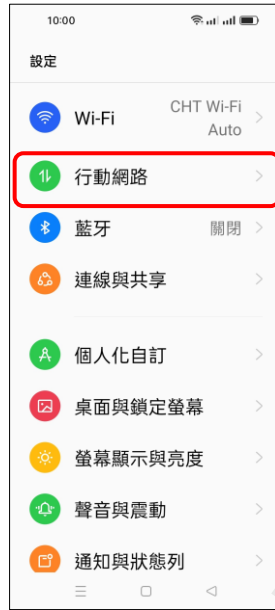 10:00
設定
Wi-Fi
CHT Wi-Fi
Auto
行動網路
藍牙
關閉
連線與共享
個人化自訂
桌面與鎖定螢幕
螢幕顯示與亮度
聲音與震動
通知與狀態列